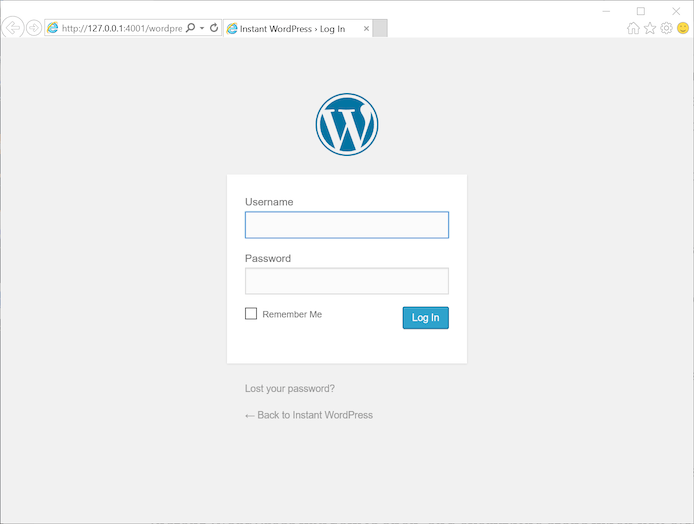 http://127.0.0.1:4001/wordpre
Instant WordPress › Log In
Username
Password
Remember Me
Log In
Lost your password?
← Back to Instant WordPress